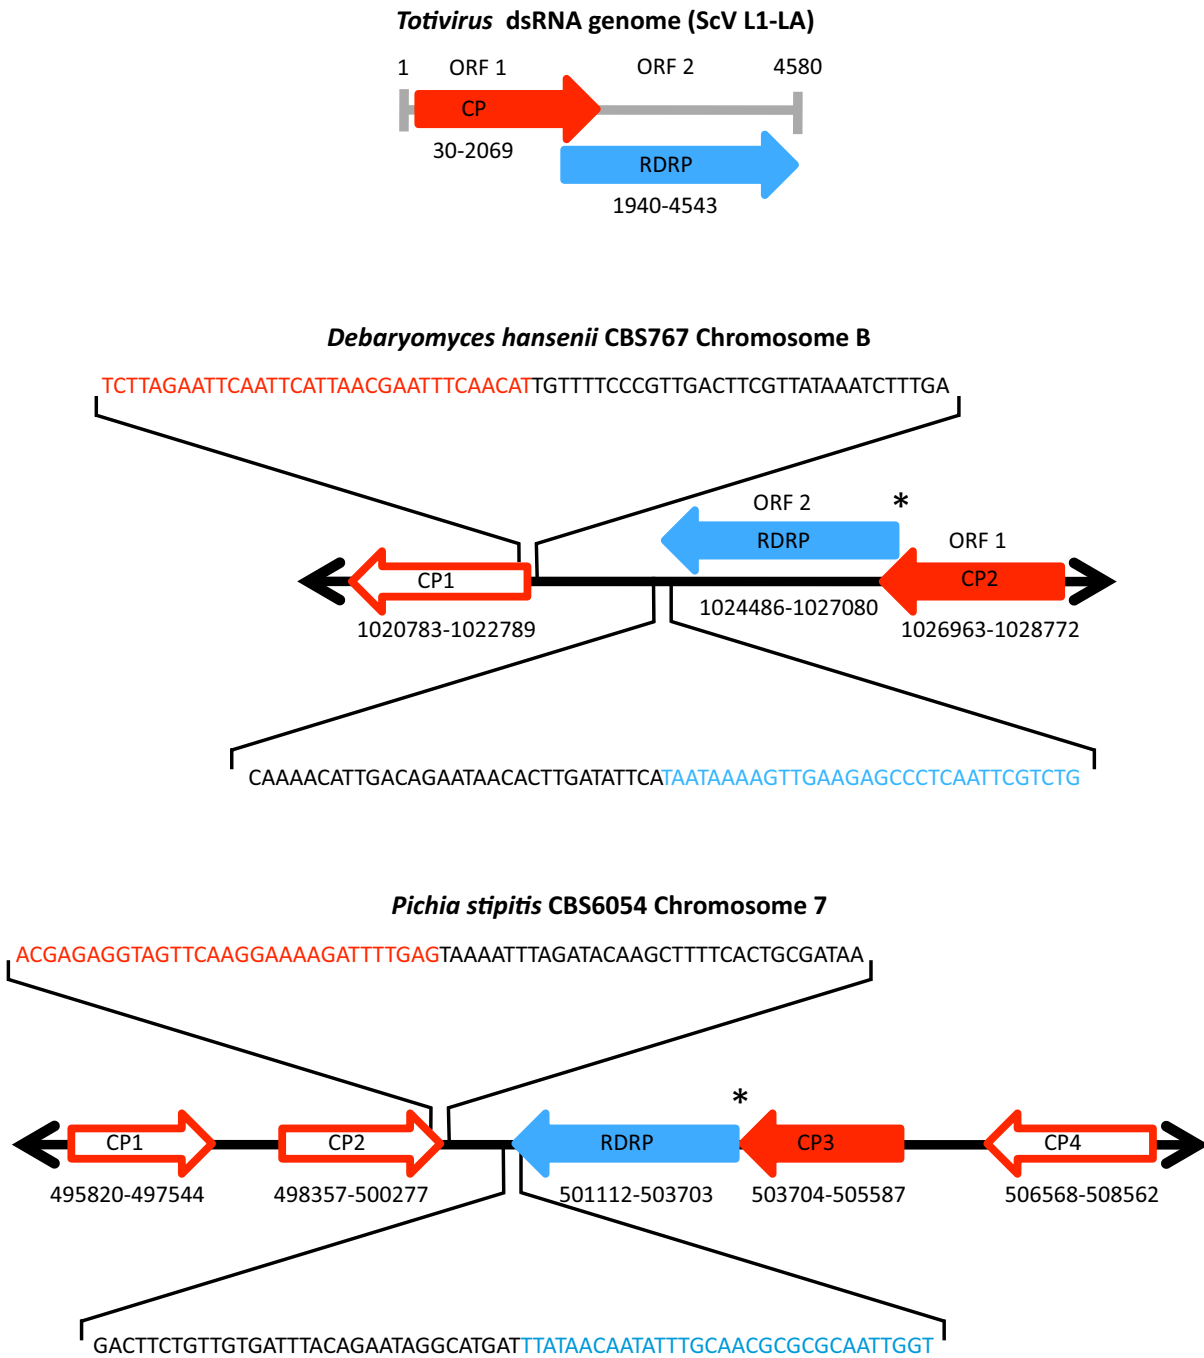 Totivirus dsRNA genome (ScV L1-LA)
1 ORF 1 ORF 2 4580
CP
30-2069
RDRP
1940-4543
Debaryomyces hansenii CBS767 Chromosome B
TCTTAGAATTCAATTCATTAACGAATTTCAACATTGTTTTCCCGTTGACTTCGTTATAAATCTTTGA
ORF 2 *
RDRP ORF 1
CP1 CP2
1024486-1027080
1020783-1022789 1026963-1028772
CAAAACATTGACAGAATAACACTTGATATTCATAATAAAAGTTGAAGAGCCCTCAATTCGTCTG
Pichia stipitis CBS6054 Chromosome 7
ACGAGAGGTAGTTCAAGGAAAAGATTTTGAGTAAAATTTAGATACAAGCTTTTCACTGCGATAA
*
CP1 CP2 RDRP CP3 CP4
495820-497544 498357-500277 501112-503703 503704-505587 506568-508562
GACTTCTGTTGTGATTTACAGAATAGGCATGATTTATAACAATATTTGCAACGCGCGCAATTGGT